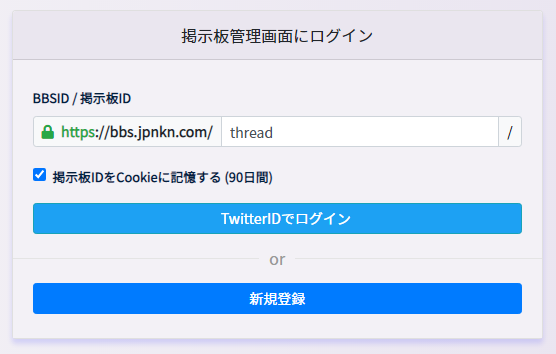 掲示板管理画面にログイン
BBSID / 掲示板ID
https://bbs.jpnkn.com/ thread /
掲示板IDをCookieに記憶する (90日間)
TwitterIDでログイン
or
新規登録